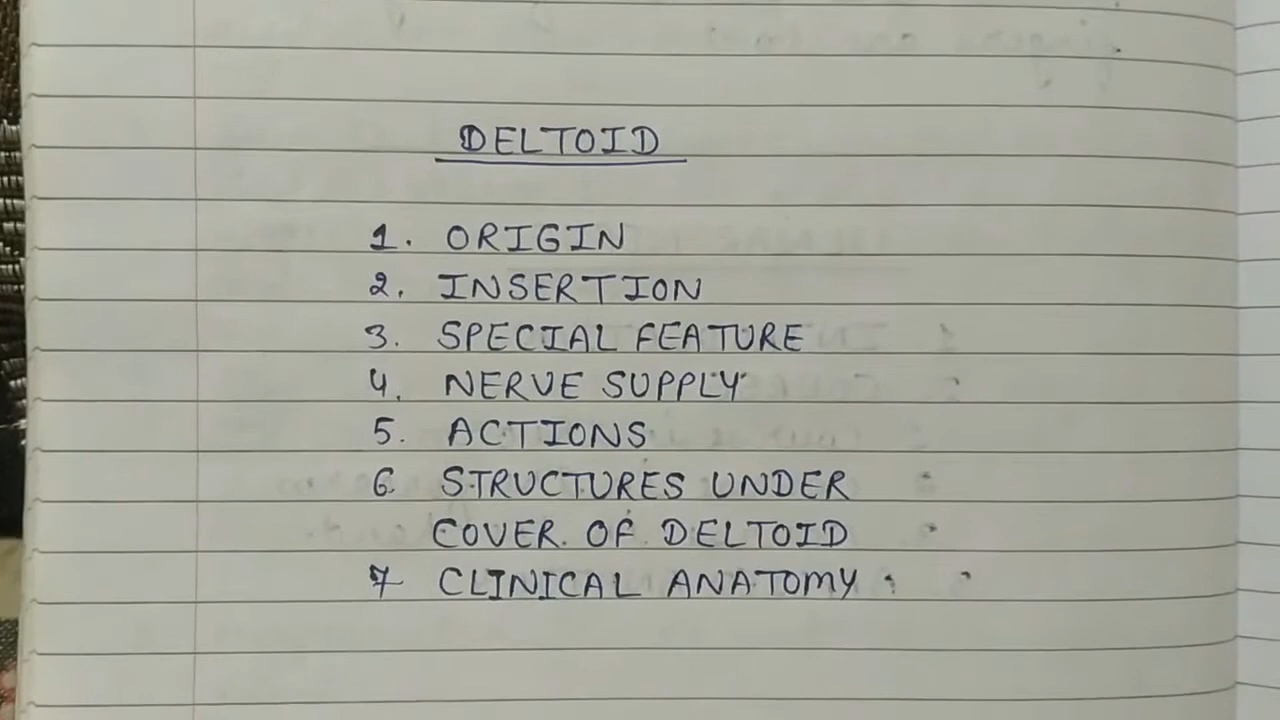 DELTOID
1. ORIGIN
2. INSERTION
3. SPECIAL FEATURE
4. NERVE SUPPLY
5. ACTIONS
6. STRUCTURES UNDER
COVER OF DELTOID
7 CLINICAL ANATOMY